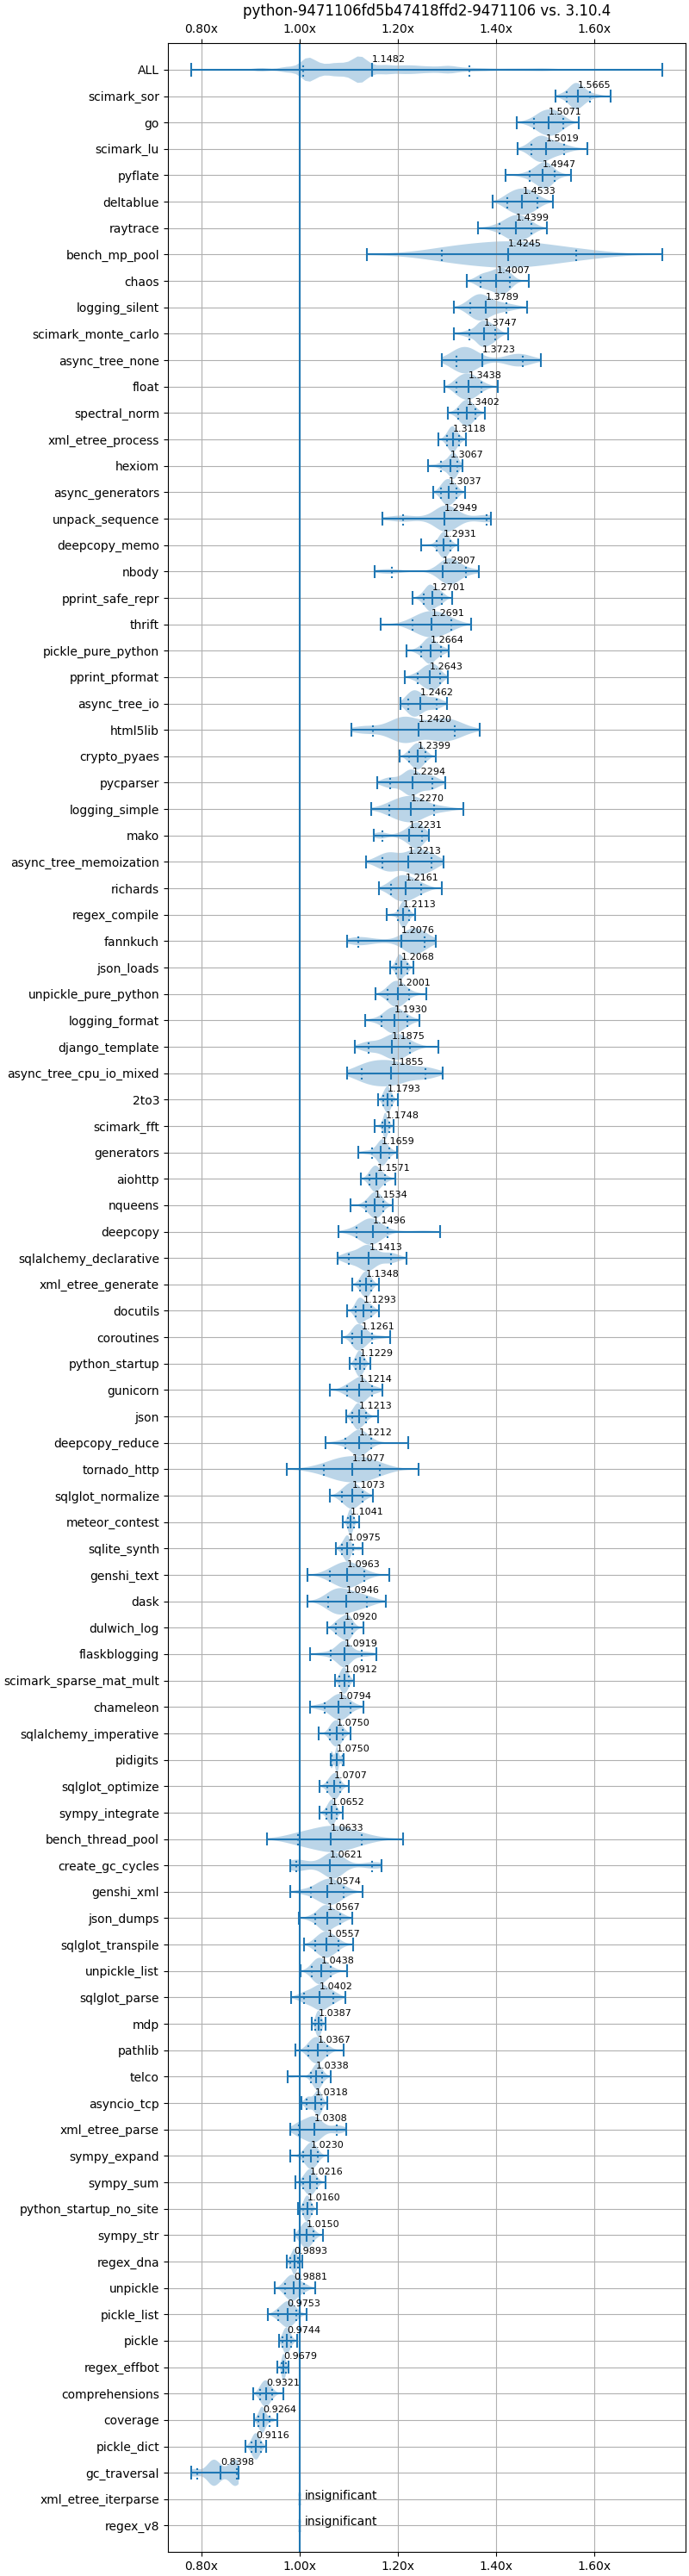 python-9471106fd5b47418ffd2-9471106 vs. 3.10.4
0.80x 1.00x 1.20x 1.40x 1.60x
ALL 1.1482
scimark_sor 1.5665
go 1.5071
scimark_lu 1.5019
pyflate 1.4947
deltablue 1.4533
raytrace 1.4399
bench_mp_pool 1.4245
chaos 1.4007
logging_silent 1.3789
scimark_monte_carlo 1.3747
async_tree_none 1.3723
float 1.3438
spectral_norm 1.3402
xml_etree_process 1.3118
hexiom 1.3067
async_generators 1.3037
unpack_sequence 1.2949
deepcopy_memo 1.2931
nbody 1.2907
pprint_safe_repr 1.2701
thrift 1.2691
pickle_pure_python 1.2664
pprint_pformat 1.2643
async_tree_io 1.2462
html5lib 1.2420
crypto_pyaes 1.2399
pycparser 1.2294
logging_simple 1.2270
mako 1.2231
async_tree_memoization 1.2213
richards 1.2161
regex_compile 1.2113
fannkuch 1.2076
json_loads 1.2068
unpickle_pure_python 1.2001
logging_format 1.1930
django_template 1.1875
async_tree_cpu_io_mixed 1.1855
2to3 1.1793
scimark_fft 1.1748
generators 1.1659
aiohttp 1.1571
nqueens 1.1534
deepcopy 1.1496
sqlalchemy_declarative 1.1413
xml_etree_generate 1.1348
docutils 1.1293
coroutines 1.1261
python_startup 1.1229
gunicorn 1.1214
json 1.1213
deepcopy_reduce 1.1212
tornado_http 1.1077
sqlglot_normalize 1.1073
meteor_contest 1.1041
sqlite_synth 1.0975
genshi_text 1.0963
dask 1.0946
dulwich_log 1.0920
flaskblogging 1.0919
scimark_sparse_mat_mult 1.0912
chameleon 1.0794
sqlalchemy_imperative 1.0750
pidigits 1.0750
sqlglot_optimize 1.0707
sympy_integrate 1.0652
bench_thread_pool 1.0633
create_gc_cycles 1.0621
genshi_xml 1.0574
json_dumps 1.0567
sqlglot_transpile 1.0557
unpickle_list 1.0438
sqlglot_parse 1.0402
mdp 1.0387
pathlib 1.0367
telco 1.0338
asyncio_tcp 1.0318
xml_etree_parse 1.0308
sympy_expand 1.0230
sympy_sum 1.0216
python_startup_no_site 1.0160
sympy_str 1.0150
regex_dna 0.9893
unpickle 0.9881
pickle_list 0.9753
pickle 0.9744
regex_effbot 0.9679
comprehensions 0.9321
coverage 0.9264
pickle_dict 0.9116
gc_traversal 0.8398
xml_etree_iterparse insignificant
regex_v8 insignificant
0.80x 1.00x 1.20x 1.40x 1.60x